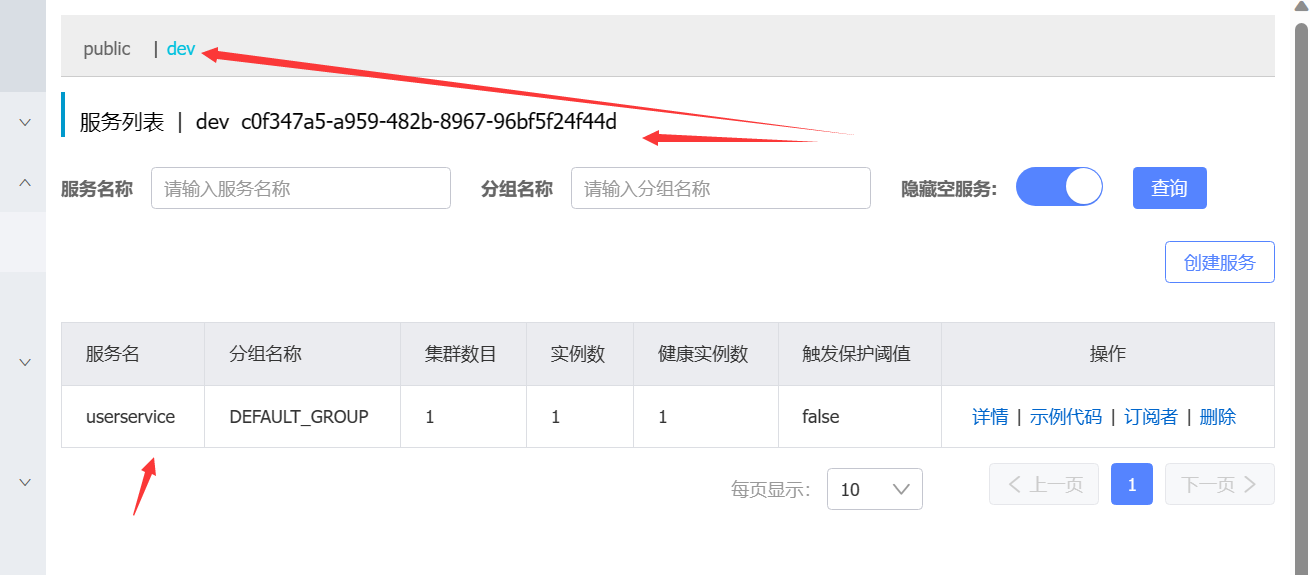 public | dev
服务列表 | dev c0f347a5-a959-482b-8967-96bf5f24f44d
服务名称 请输入服务名称 分组名称 请输入分组名称 隐藏空服务: 查询
创建服务
服务名 分组名称 集群数目 实例数 健康实例数 触发保护阈值 操作
userservice DEFAULT_GROUP 1 1 1 false 详情 | 示例代码 | 订阅者 | 删除
每页显示: 10 上一页 1 下一页